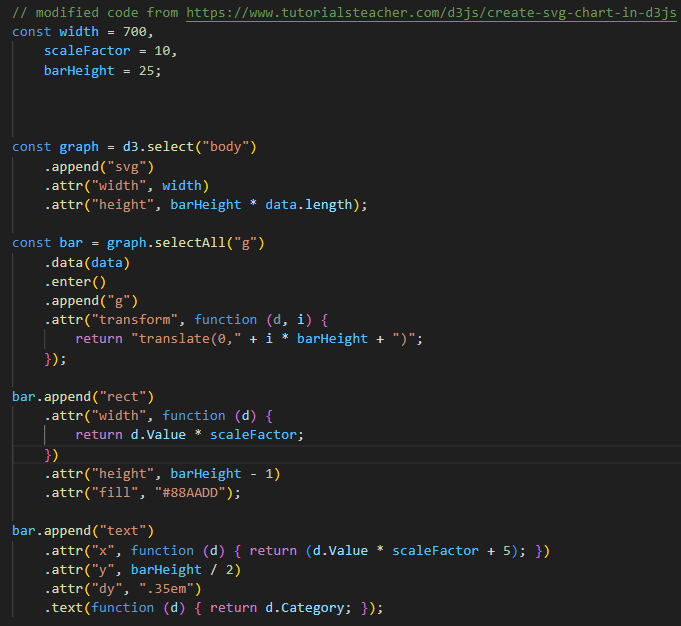 // modified code from https://www.tutorialsteacher.com/d3js/create-svg-chart-in-d3js
const width = 700,
    scaleFactor = 10,
    barHeight = 25;

const graph = d3.select("body")
    .append("svg")
    .attr("width", width)
    .attr("height", barHeight * data.length);

const bar = graph.selectAll("g")
    .data(data)
    .enter()
    .append("g")
    .attr("transform", function (d, i) {
        return "translate(0," + i * barHeight + ")";
    });

bar.append("rect")
    .attr("width", function (d) {
        return d.Value * scaleFactor;
    })
    .attr("height", barHeight - 1)
    .attr("fill", "#88AADD");

bar.append("text")
    .attr("x", function (d) { return (d.Value * scaleFactor + 5); })
    .attr("y", barHeight / 2)
    .attr("dy", ".35em")
    .text(function (d) { return d.Category; });